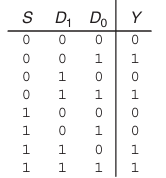 S D₁ D₀ Y
0 0 0 0
0 0 1 1
0 1 0 0
0 1 1 1
1 0 0 0
1 0 1 0
1 1 0 1
1 1 1 1